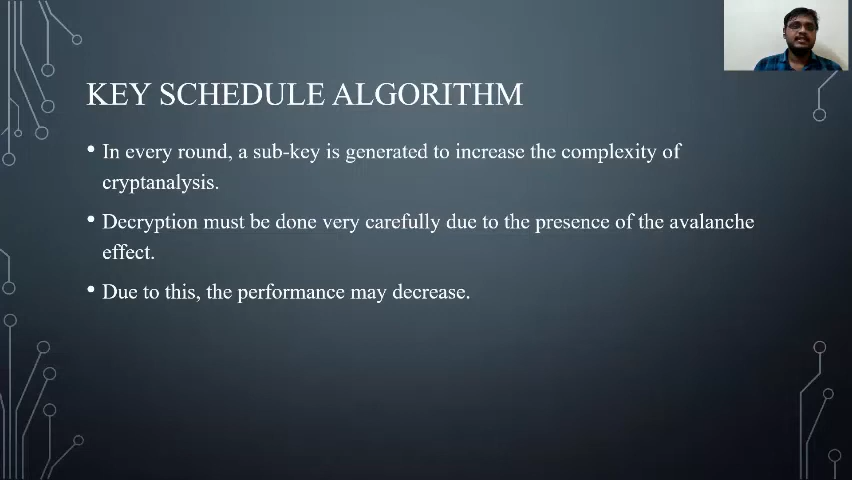 KEY SCHEDULE ALGORITHM
• In every round, a sub-key is generated to increase the complexity of
cryptanalysis.
• Decryption must be done very carefully due to the presence of the avalanche
effect.
• Due to this, the performance may decrease.